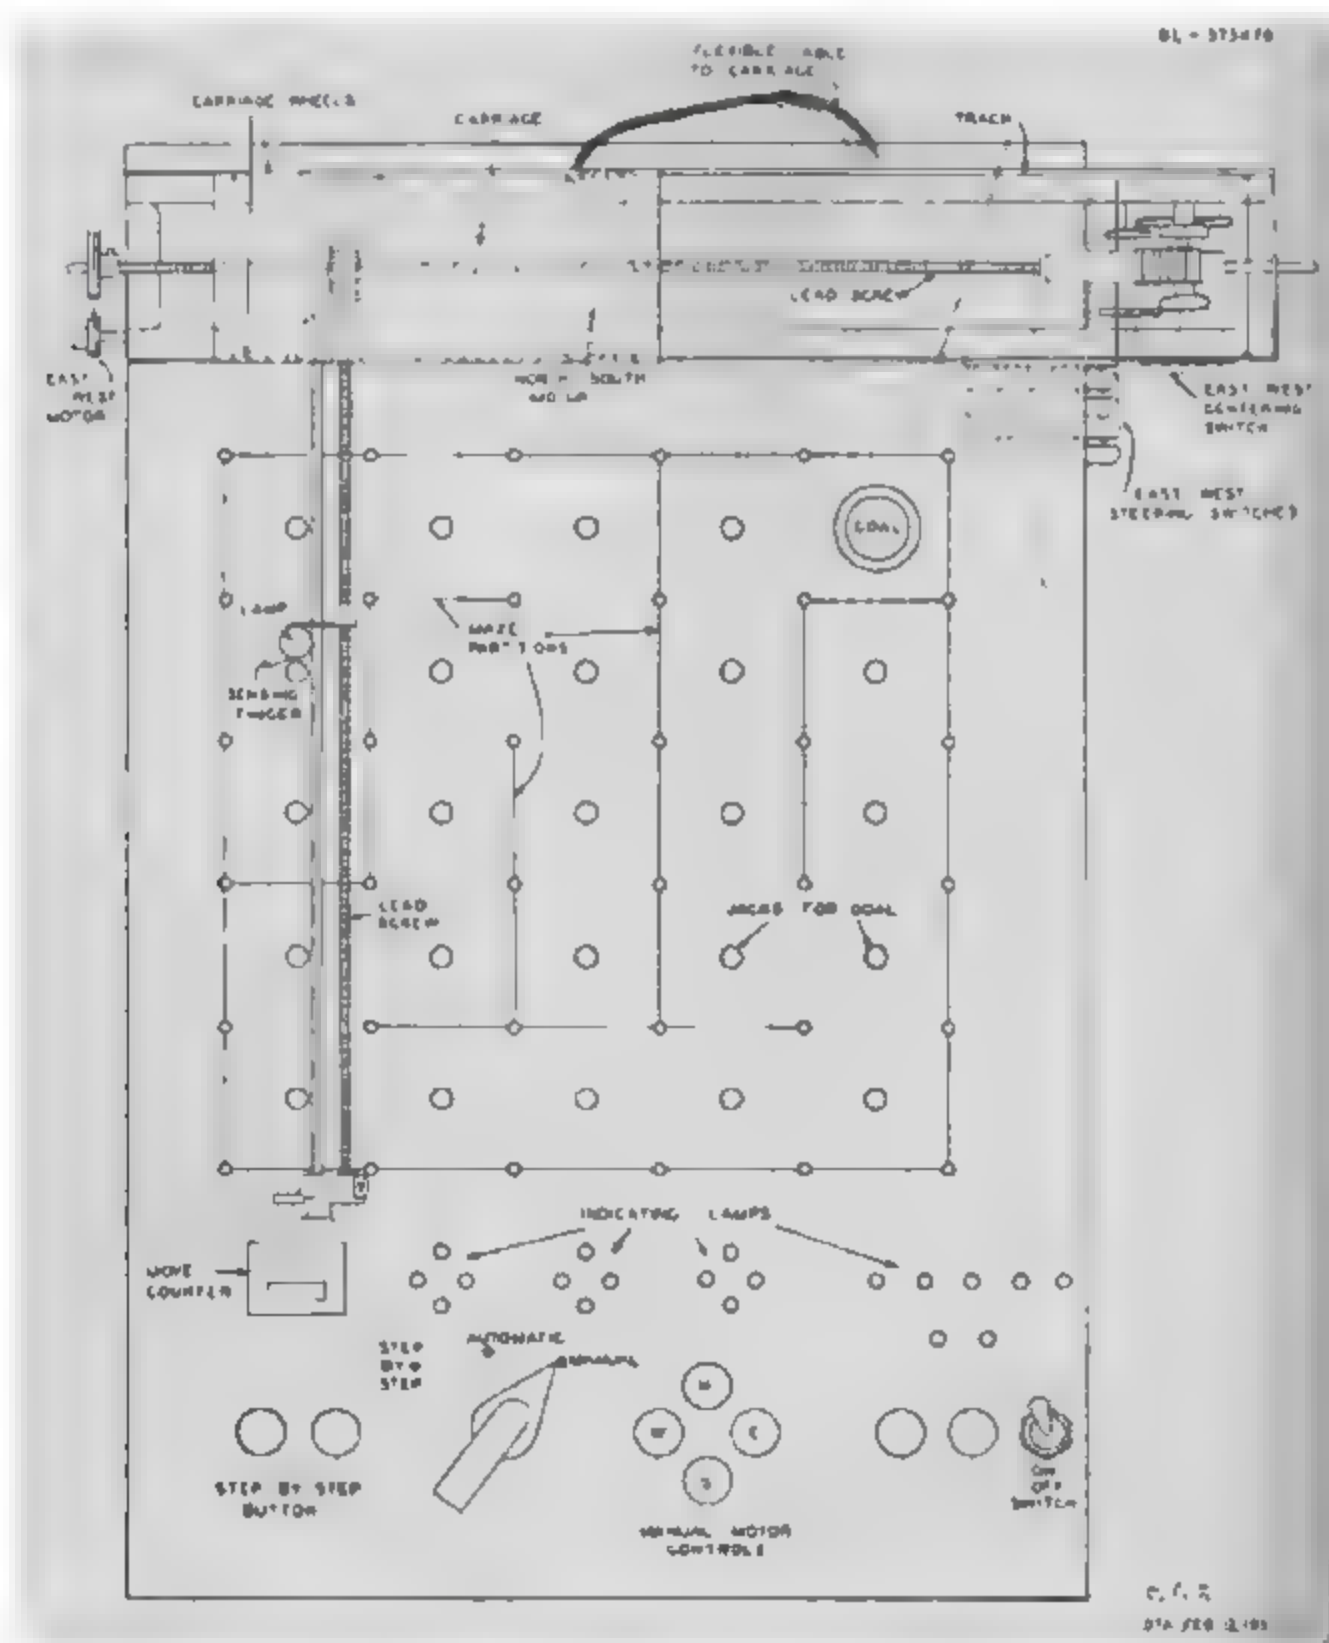 FLEXIBLE CABLE
TO CARRIAGE
CARRIAGE WHEELS
CARRIAGE
TRACK
LEAD SCREW
EAST
WEST
MOTOR
NORTH SOUTH
MOTOR
EAST WEST
CENTERING
SWITCH
EAST WEST
STEERING SWITCHES
GOAL
LAMP
MAZE
PARTITIONS
SENSING
FINGER
LEAD
SCREW
JACKS FOR GOAL
INDICATING LAMPS
MOVE
COUNTER
STEP
BY
STEP
AUTOMATIC
MANUAL
N
W
E
S
STEP BY STEP
BUTTON
MANUAL MOTOR
CONTROLS
ON
OFF
SWITCH